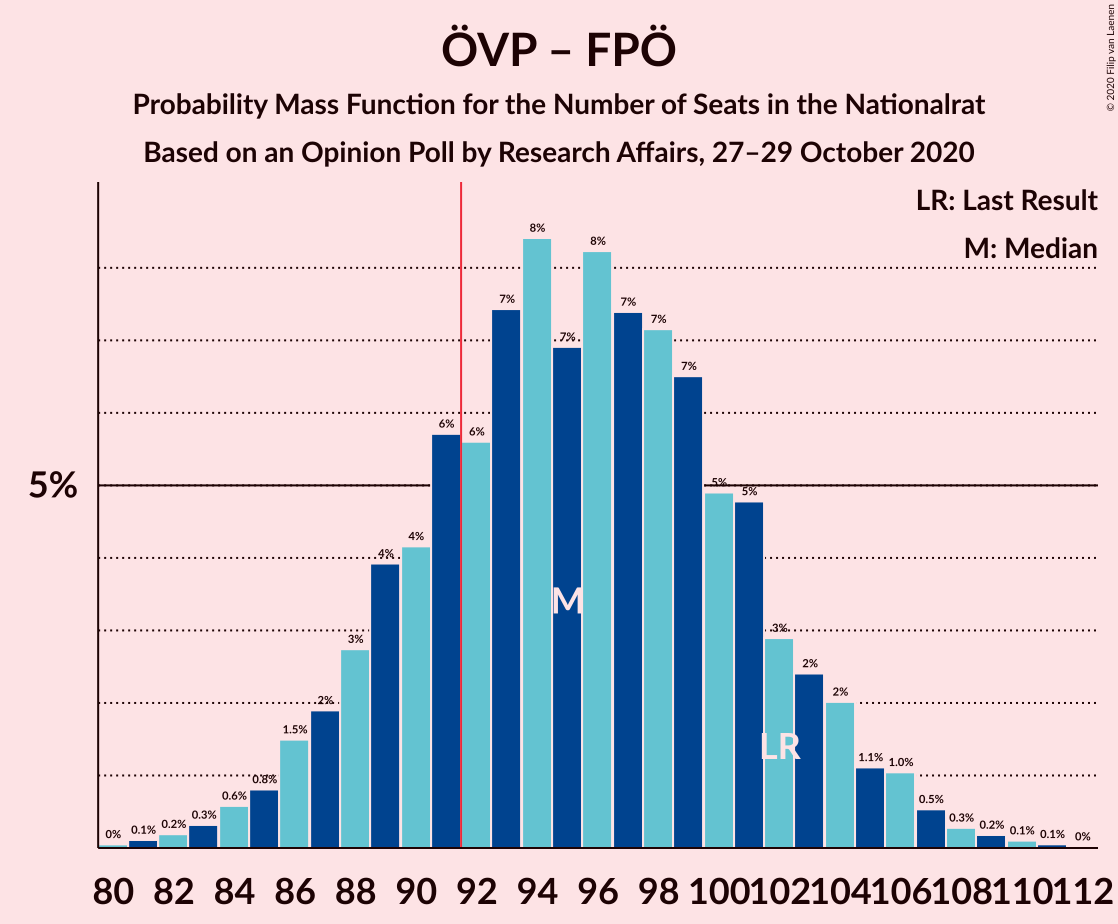 ÖVP – FPÖ
Probability Mass Function for the Number of Seats in the Nationalrat
Based on an Opinion Poll by Research Affairs, 27–29 October 2020
© 2020 Filip van Laenen
LR: Last Result
M: Median
5%
0% 0.1% 0.2% 0.3% 0.6% 0.8% 1.5% 2% 3% 4% 4% 6% 6% 7% 8% 7% 8% 7% 7% 7% 5% 5% 3% 2% 2% 1.1% 1.0% 0.5% 0.3% 0.2% 0.1% 0.1% 0%
M
LR
80 82 84 86 88 90 92 94 96 98 100 102 104 106 108 110 112